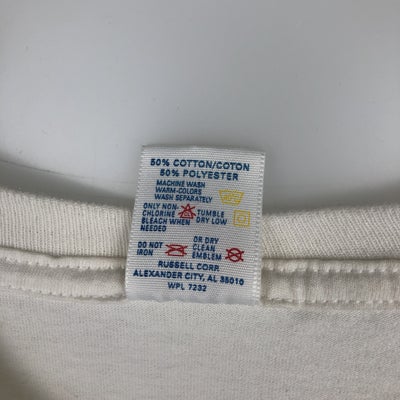 50% COTTON/COTON
50% POLYESTER
MACHINE WASH
WARM-COLORS
WASH SEPARATELY
ONLY NON- TUMBLE
CHLORINE DRY LOW
BLEACH WHEN
NEEDED
DO NOT OR DRY
IRON CLEAN
EMBLEM
RUSSELL CORP.
ALEXANDER CITY, AL 35010
WPL 7232